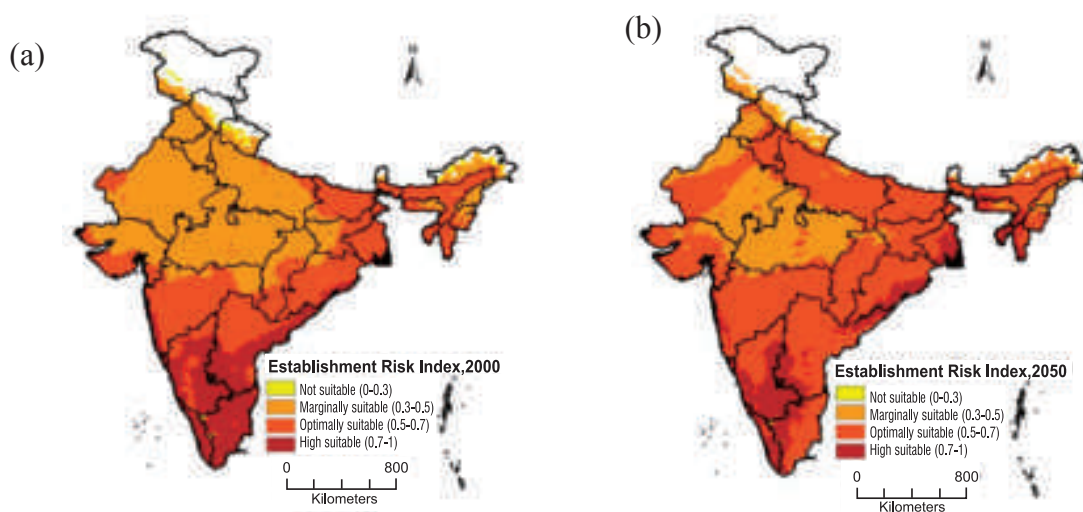 (a)
N
Establishment Risk Index,2000
Not suitable (0-0.3)
Marginally suitable (0.3-0.5)
Optimally suitable (0.5-0.7)
High suitable (0.7-1)
0 800
Kilometers
(b)
N
Establishment Risk Index,2050
Not suitable (0-0.3)
Marginally suitable (0.3-0.5)
Optimally suitable (0.5-0.7)
High suitable (0.7-1)
0 800
Kilometers